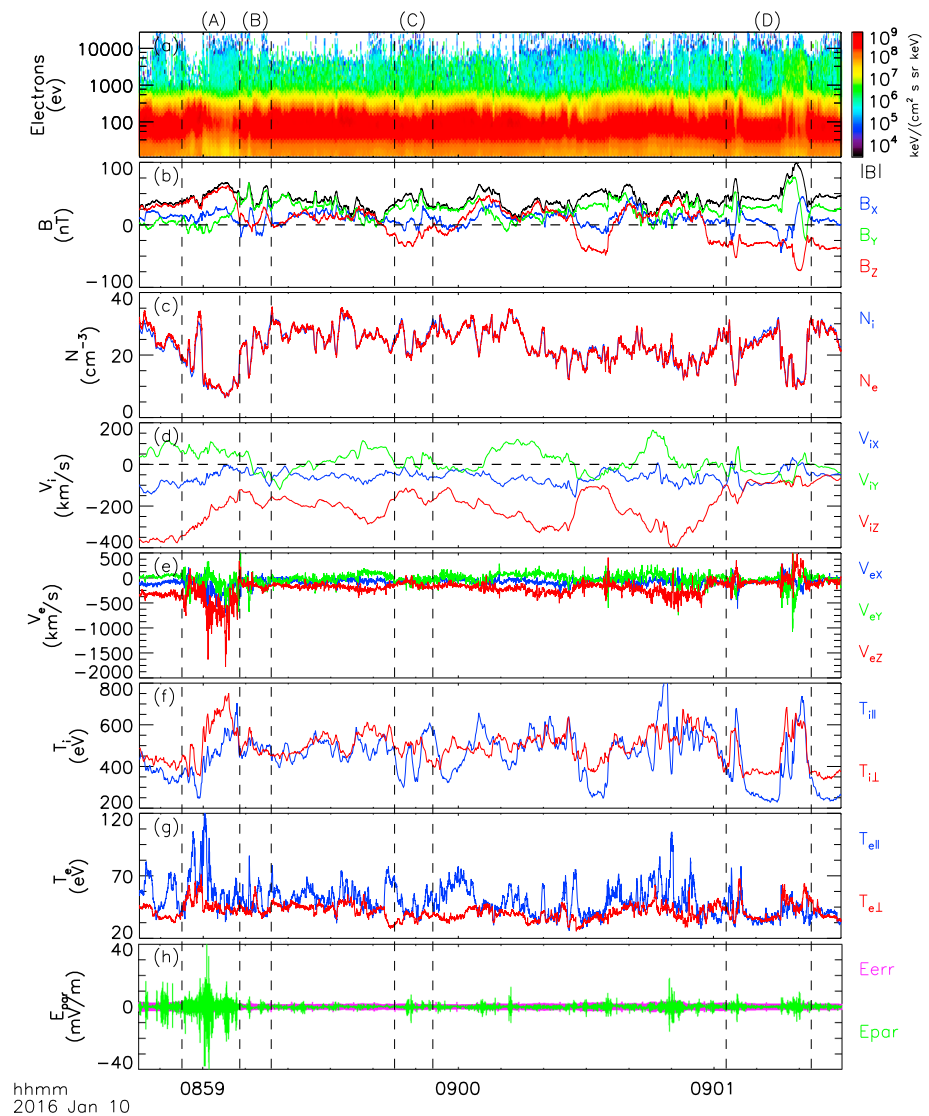 (A) (B) (C) (D)
(a)
Electrons
(ev)
10000
1000
100
10⁹
10⁸
10⁷
10⁶
10⁵
10⁴
keV/(cm² s sr keV)
(b)
B
(nT)
100
0
−100
|B|
B_X
B_Y
B_Z
(c)
N
(cm⁻³)
40
20
0
N_i
N_e
(d)
V_i
(km/s)
200
0
−200
−400
V_iX
V_iY
V_iZ
(e)
V_e
(km/s)
500
0
−500
−1000
−1500
−2000
V_eX
V_eY
V_eZ
(f)
T_i
(eV)
800
600
400
200
T_i||
T_i⊥
(g)
T_e
(eV)
120
70
20
T_e||
T_e⊥
(h)
E_par
(mV/m)
40
0
−40
Eerr
Epar
hhmm 0859 0900 0901
2016 Jan 10